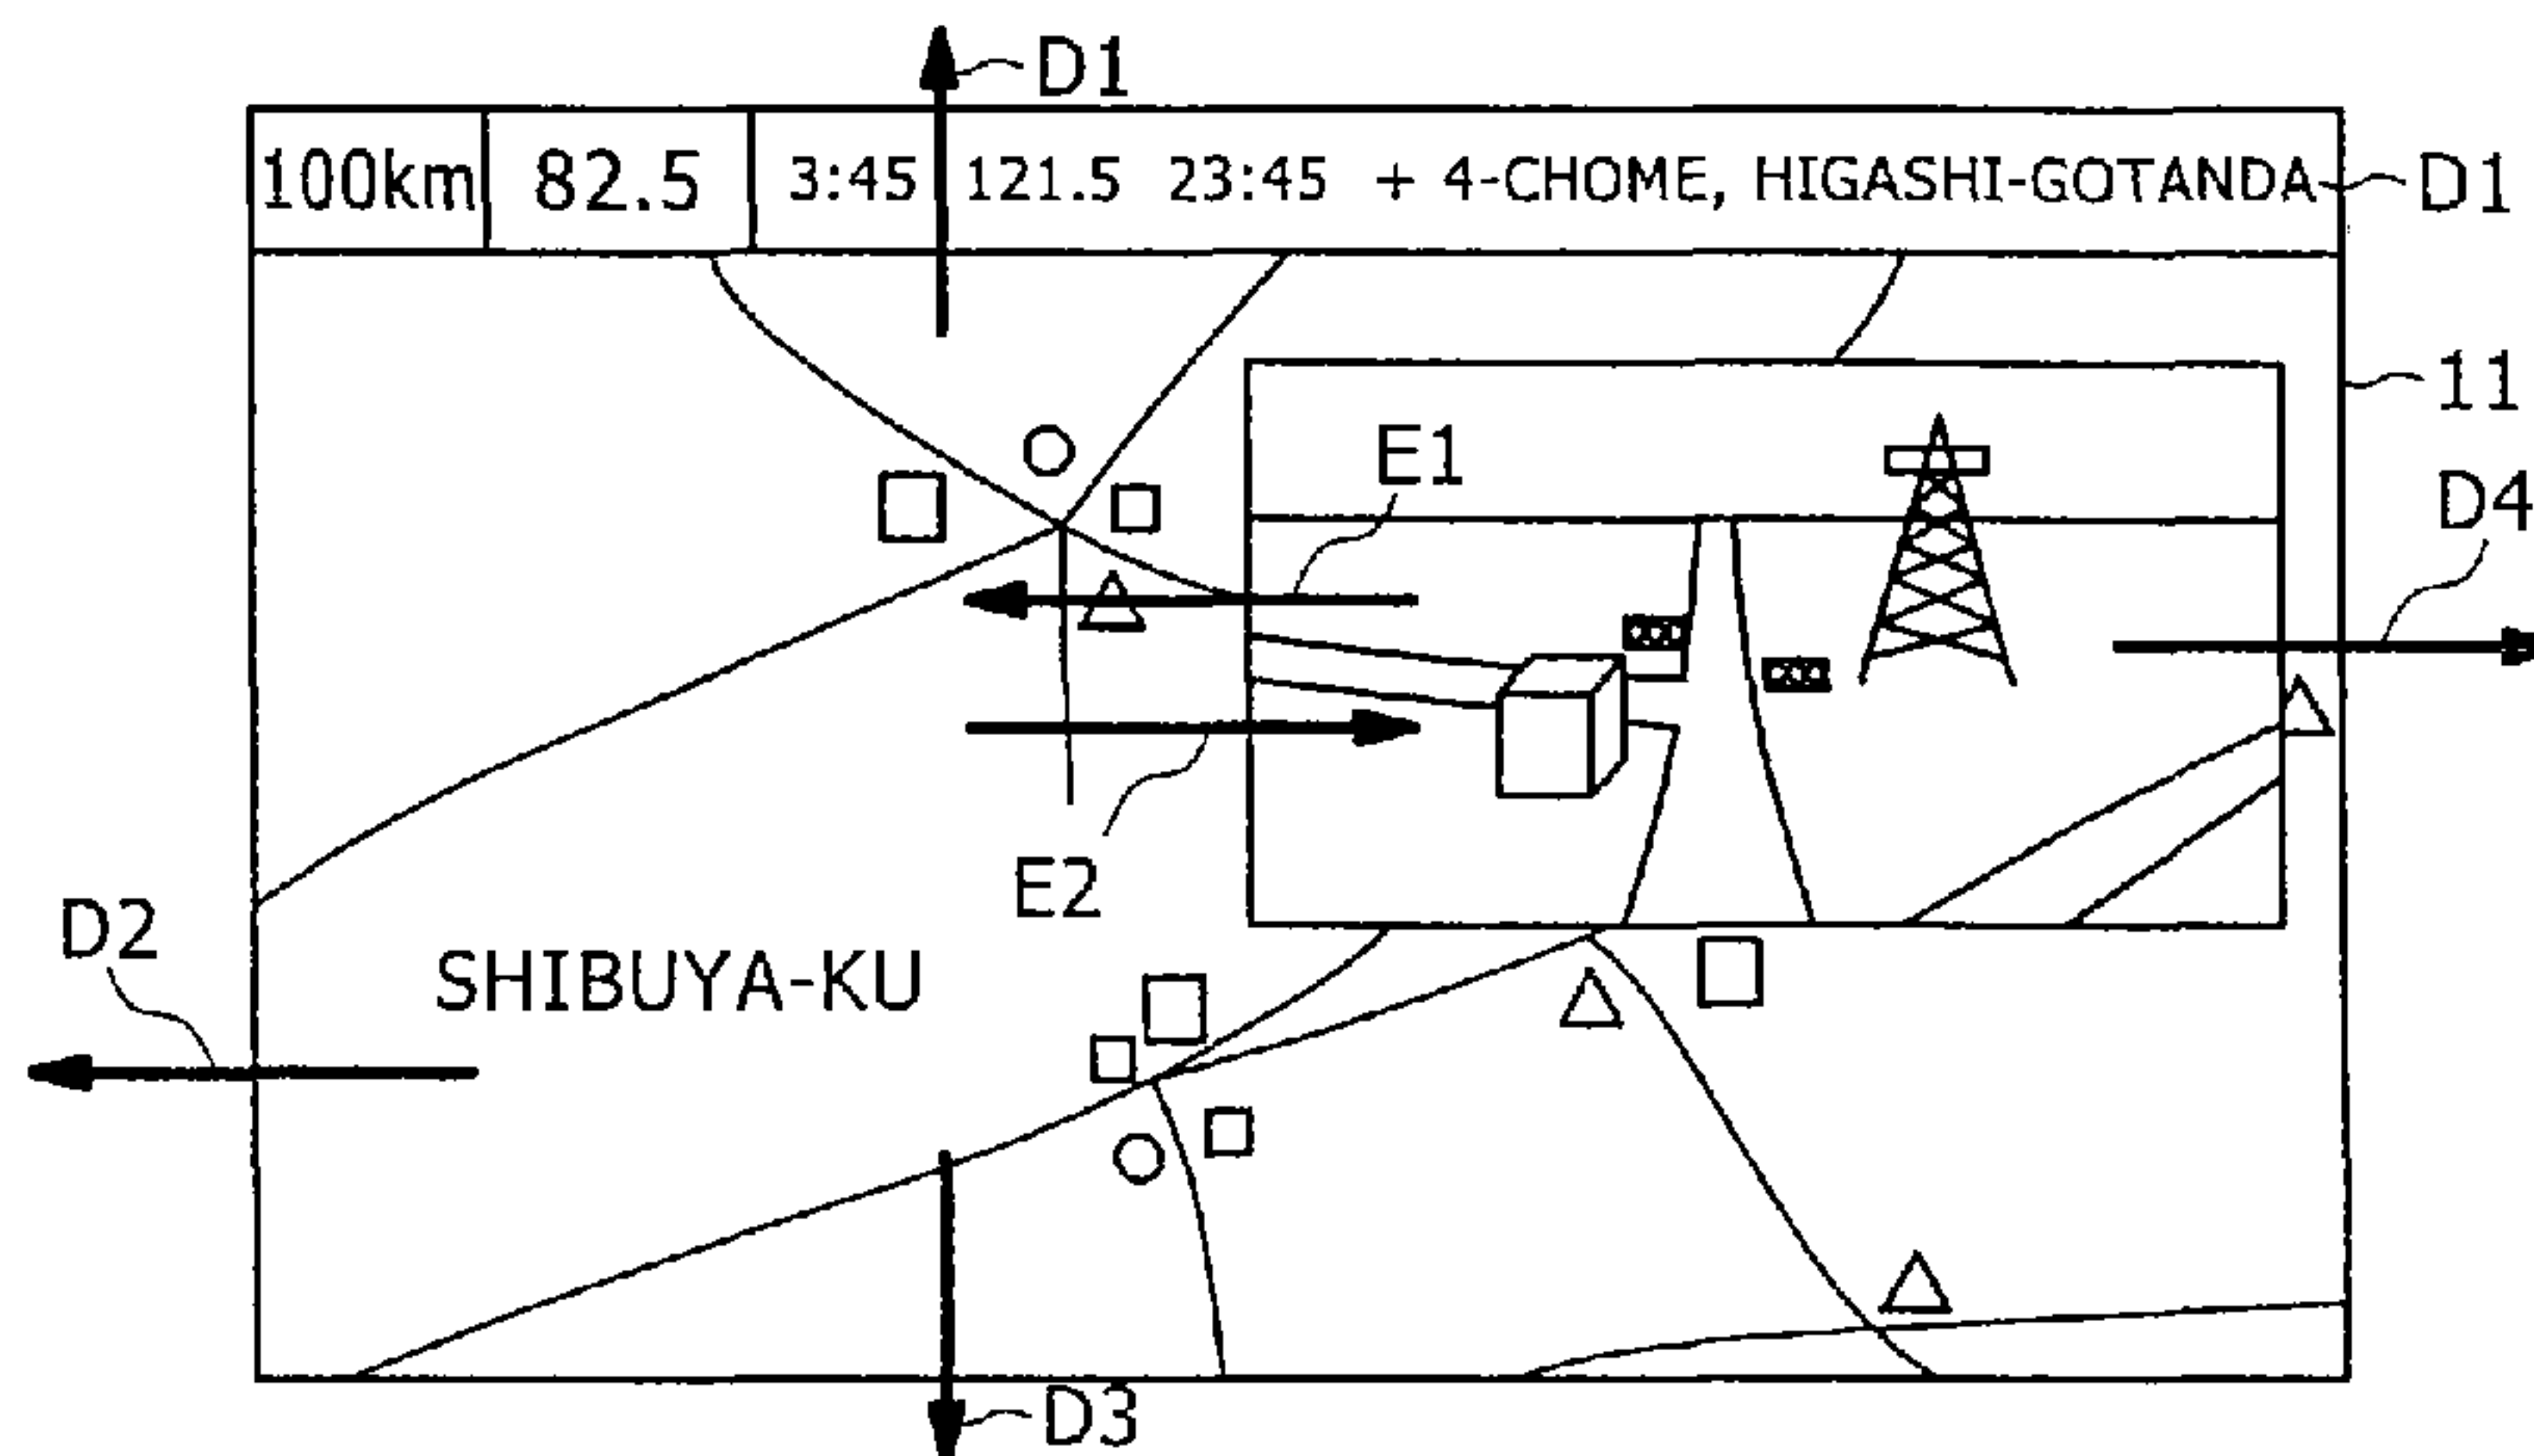 D1
100km 82.5 3:45 121.5 23:45 + 4-CHOME, HIGASHI-GOTANDA D1
11
E1
D4
E2
D2
SHIBUYA-KU
D3